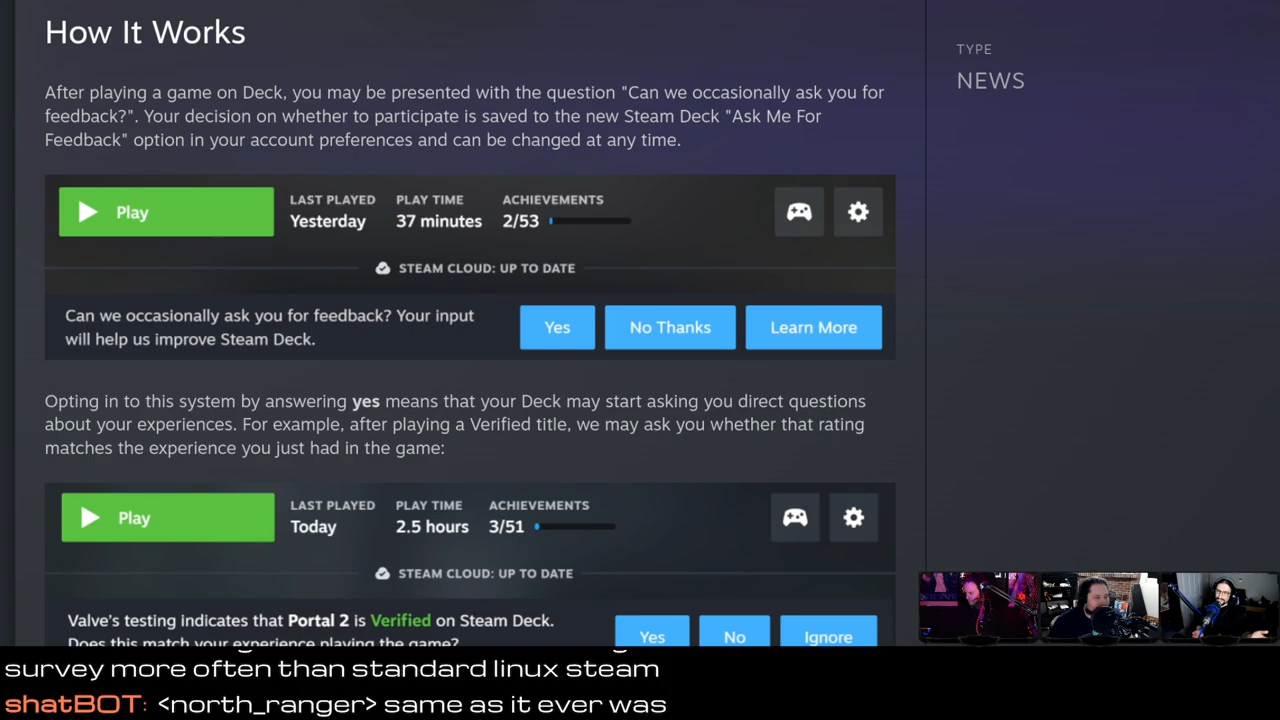 How It Works
TYPE
NEWS
After playing a game on Deck, you may be presented with the question "Can we occasionally ask you for
feedback?". Your decision on whether to participate is saved to the new Steam Deck "Ask Me For
Feedback" option in your account preferences and can be changed at any time.
Play
LAST PLAYED
Yesterday
PLAY TIME
37 minutes
ACHIEVEMENTS
2/53
STEAM CLOUD: UP TO DATE
Can we occasionally ask you for feedback? Your input
will help us improve Steam Deck.
Yes
No Thanks
Learn More
Opting in to this system by answering yes means that your Deck may start asking you direct questions
about your experiences. For example, after playing a Verified title, we may ask you whether that rating
matches the experience you just had in the game:
Play
LAST PLAYED
Today
PLAY TIME
2.5 hours
ACHIEVEMENTS
3/51
STEAM CLOUD: UP TO DATE
Valve's testing indicates that Portal 2 is Verified on Steam Deck.
Does this match your experience playing the game?
Yes
No
Ignore
survey more often than standard linux steam
shatBOT: <north_ranger> same as it ever was